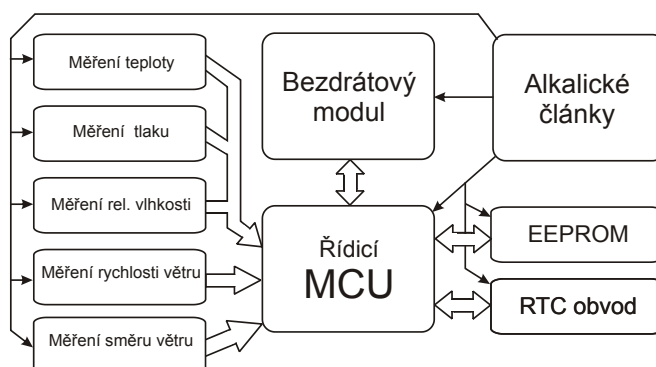 Měření teploty
Měření tlaku
Měření rel. vlhkosti
Měření rychlosti větru
Měření směru větru
Bezdrátový
modul
Řídicí
MCU
Alkalické
články
EEPROM
RTC obvod